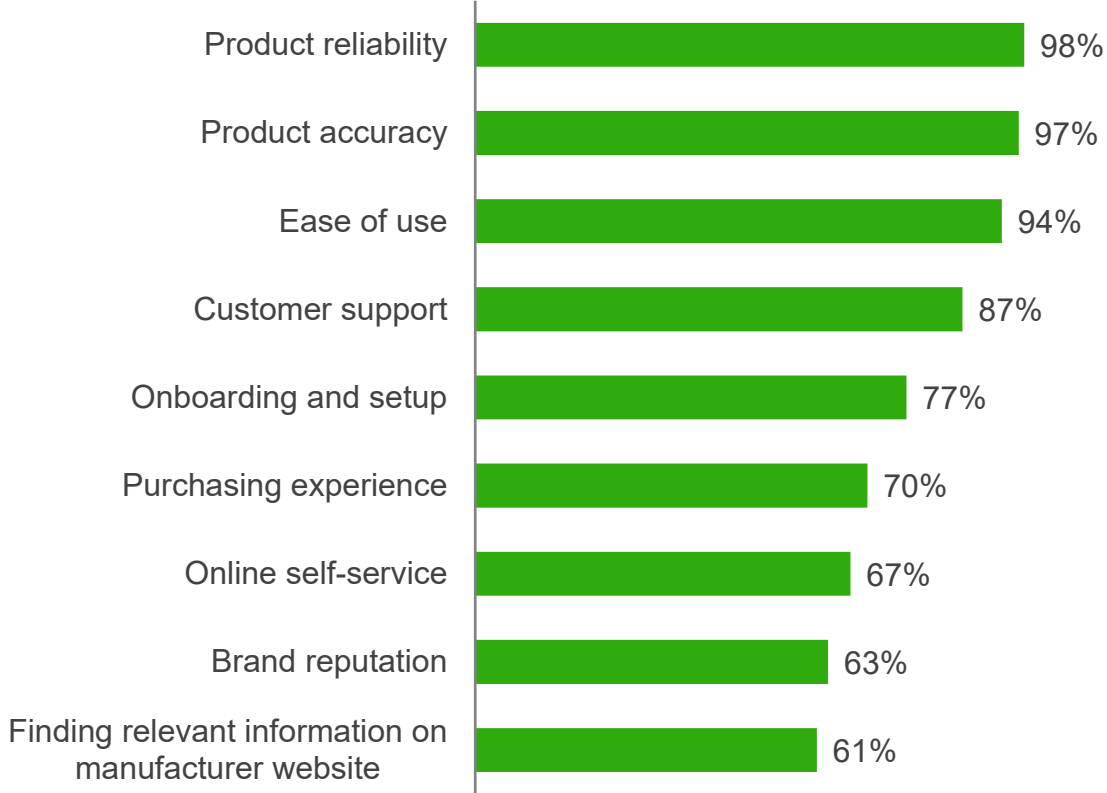 Product reliability
98%
Product accuracy
97%
Ease of use
94%
Customer support
87%
Onboarding and setup
77%
Purchasing experience
70%
Online self-service
67%
Brand reputation
63%
Finding relevant information on
manufacturer website
61%